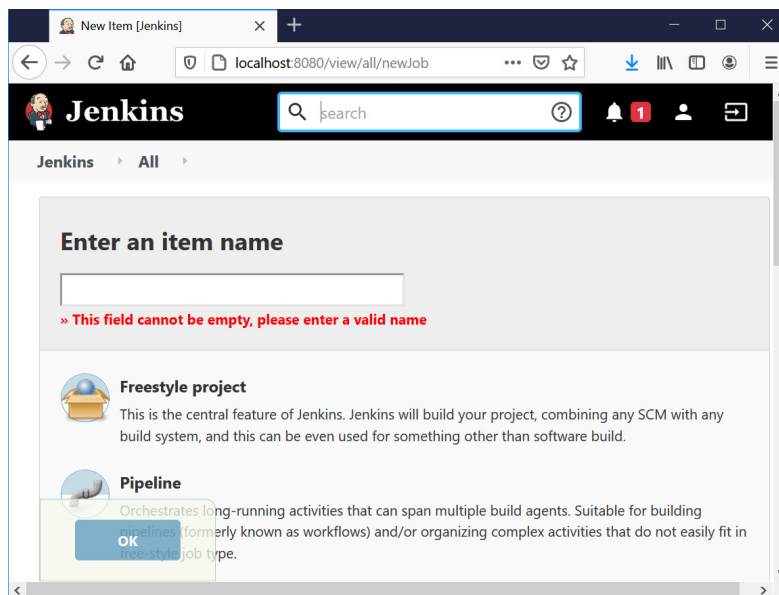 New Item [Jenkins]
localhost:8080/view/all/newJob
Jenkins
search
1
Jenkins All
Enter an item name
» This field cannot be empty, please enter a valid name
Freestyle project
This is the central feature of Jenkins. Jenkins will build your project, combining any SCM with any
build system, and this can be even used for something other than software build.
Pipeline
Orchestrates long-running activities that can span multiple build agents. Suitable for building
pipelines (formerly known as workflows) and/or organizing complex activities that do not easily fit in
free-style job type.
OK